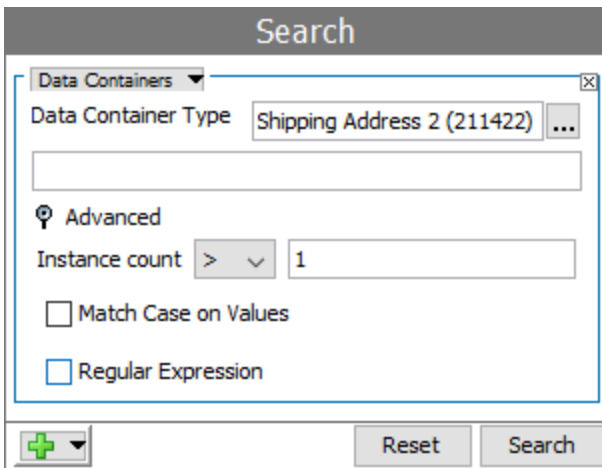 Search
Data Containers
Data Container Type Shipping Address 2 (211422) ...
Advanced
Instance count > 1
Match Case on Values
Regular Expression
Reset Search